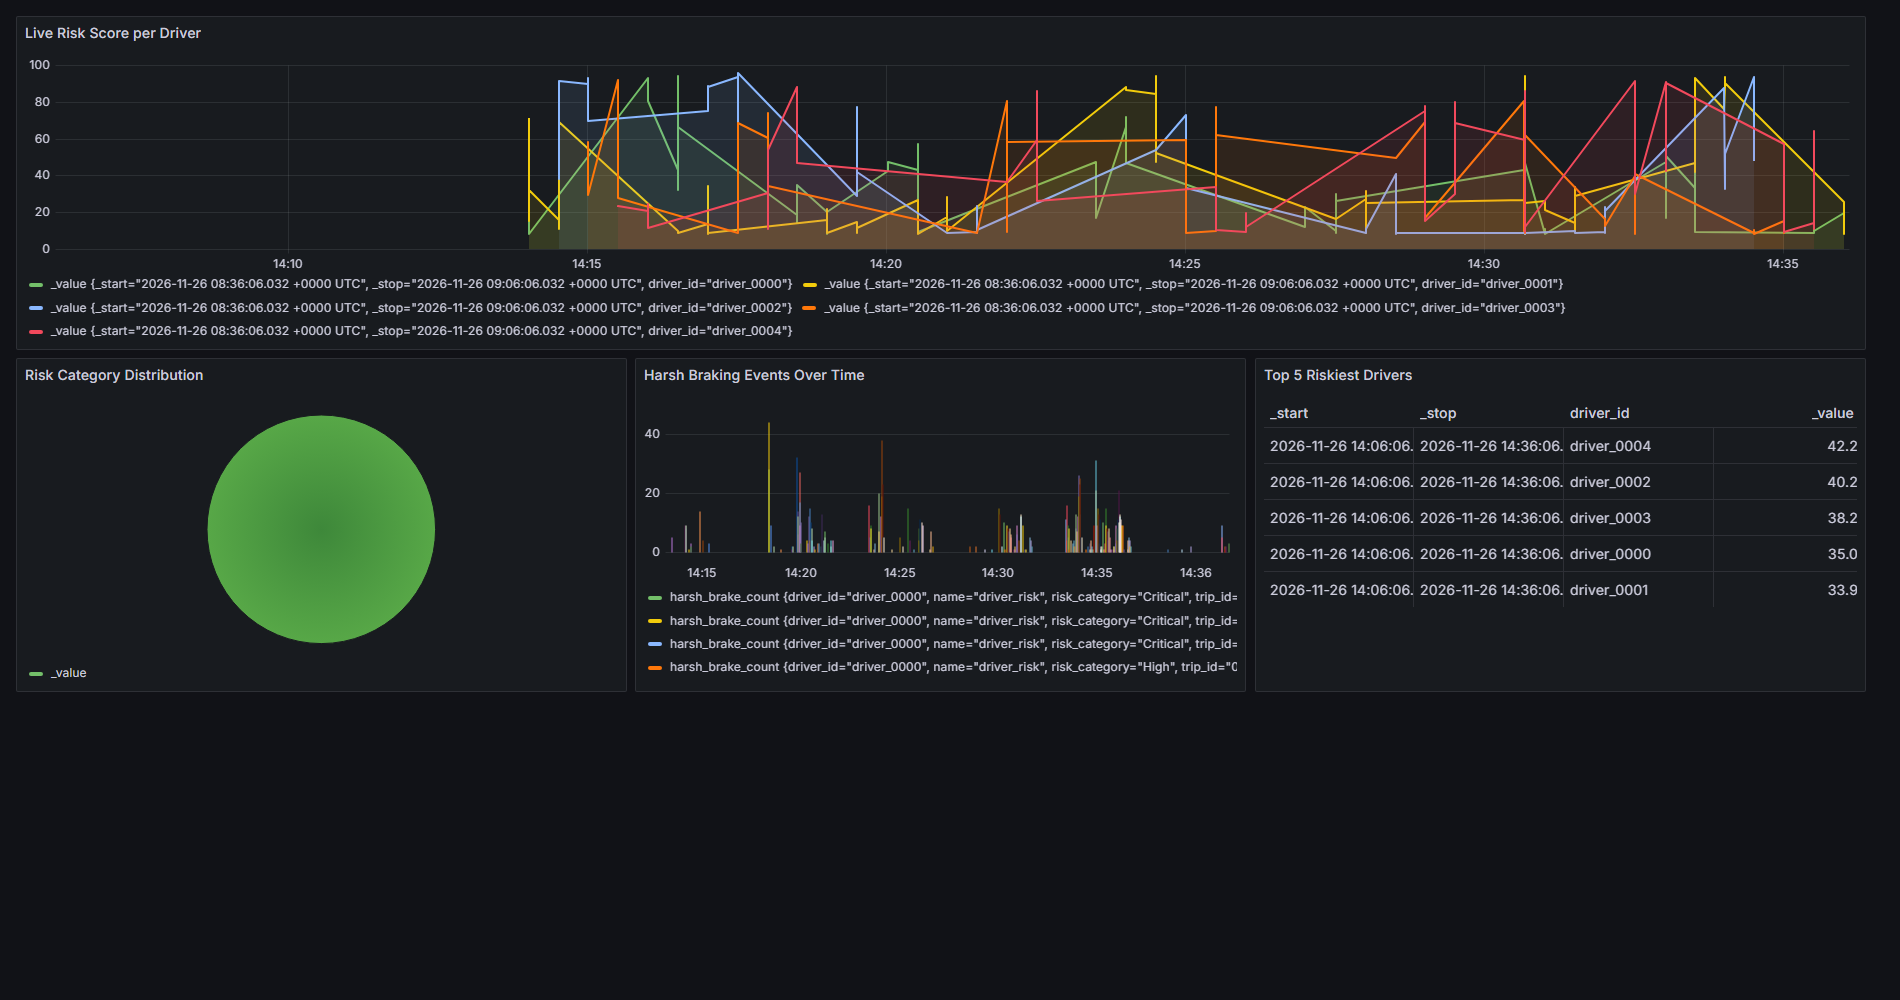 Live Risk Score per Driver
100
80
60
40
20
0
14:10 14:15 14:20 14:25 14:30 14:35
_value {_start="2026-11-26 08:36:06.032 +0000 UTC", _stop="2026-11-26 09:06:06.032 +0000 UTC", driver_id="driver_0000"} _value {_start="2026-11-26 08:36:06.032 +0000 UTC", _stop="2026-11-26 09:06:06.032 +0000 UTC", driver_id="driver_0001"}
_value {_start="2026-11-26 08:36:06.032 +0000 UTC", _stop="2026-11-26 09:06:06.032 +0000 UTC", driver_id="driver_0002"} _value {_start="2026-11-26 08:36:06.032 +0000 UTC", _stop="2026-11-26 09:06:06.032 +0000 UTC", driver_id="driver_0003"}
_value {_start="2026-11-26 08:36:06.032 +0000 UTC", _stop="2026-11-26 09:06:06.032 +0000 UTC", driver_id="driver_0004"}
Risk Category Distribution
_value
Harsh Braking Events Over Time
40
20
0
14:15 14:20 14:25 14:30 14:35 14:36
harsh_brake_count {driver_id="driver_0000", name="driver_risk", risk_category="Critical", trip_id=
harsh_brake_count {driver_id="driver_0000", name="driver_risk", risk_category="Critical", trip_id=
harsh_brake_count {driver_id="driver_0000", name="driver_risk", risk_category="Critical", trip_id=
harsh_brake_count {driver_id="driver_0000", name="driver_risk", risk_category="High", trip_id="0
Top 5 Riskiest Drivers
_start _stop driver_id _value
2026-11-26 14:06:06. 2026-11-26 14:36:06. driver_0004 42.2
2026-11-26 14:06:06. 2026-11-26 14:36:06. driver_0002 40.2
2026-11-26 14:06:06. 2026-11-26 14:36:06. driver_0003 38.2
2026-11-26 14:06:06. 2026-11-26 14:36:06. driver_0000 35.0
2026-11-26 14:06:06. 2026-11-26 14:36:06. driver_0001 33.9